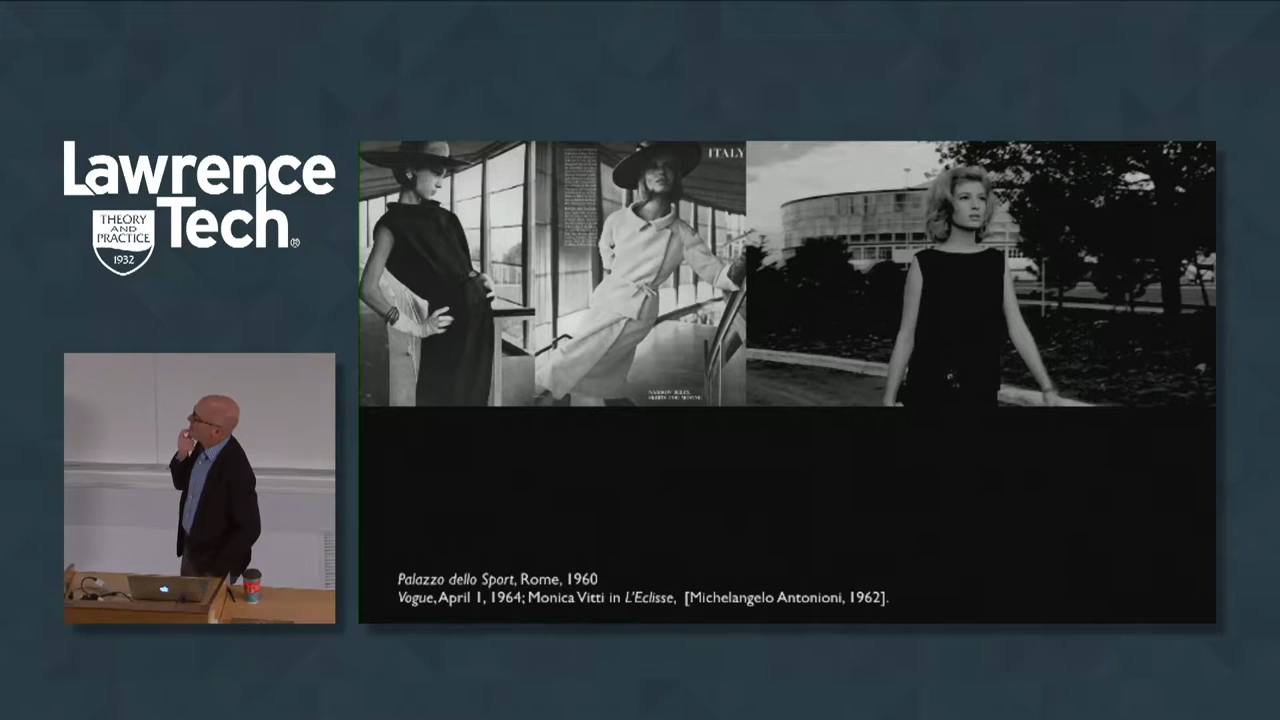 Lawrence
Tech®
THEORY
AND
PRACTICE
1932
ITALY
Palazzo dello Sport, Rome, 1960
Vogue, April 1, 1964; Monica Vitti in L'Eclisse, [Michelangelo Antonioni, 1962].